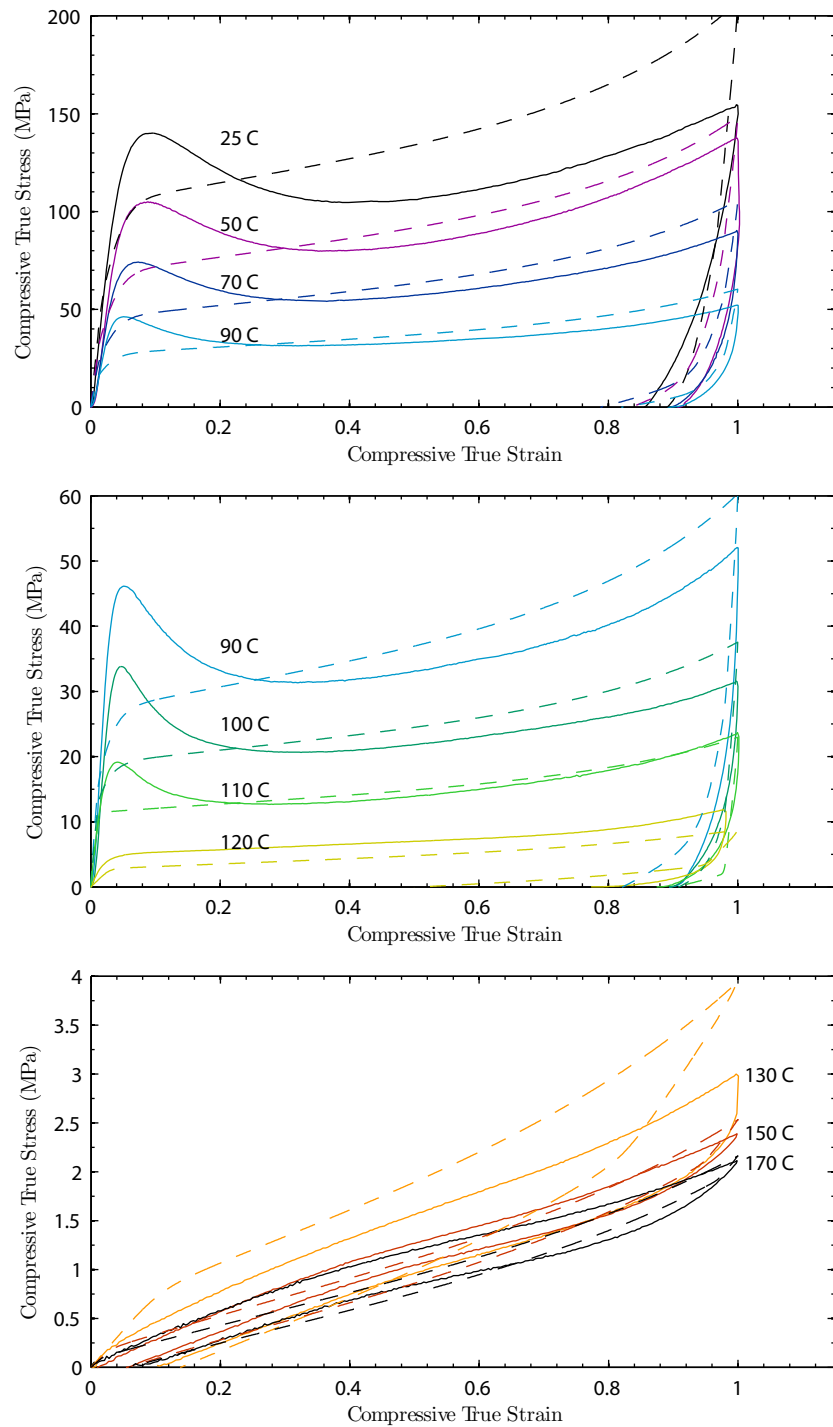 200
150
100
50
0
Compressive True Stress (MPa)
25 C
50 C
70 C
90 C
0 0.2 0.4 0.6 0.8 1
Compressive True Strain
60
50
40
30
20
10
0
Compressive True Stress (MPa)
90 C
100 C
110 C
120 C
0 0.2 0.4 0.6 0.8 1
Compressive True Strain
4
3.5
3
2.5
2
1.5
1
0.5
0
Compressive True Stress (MPa)
130 C
150 C
170 C
0 0.2 0.4 0.6 0.8 1
Compressive True Strain